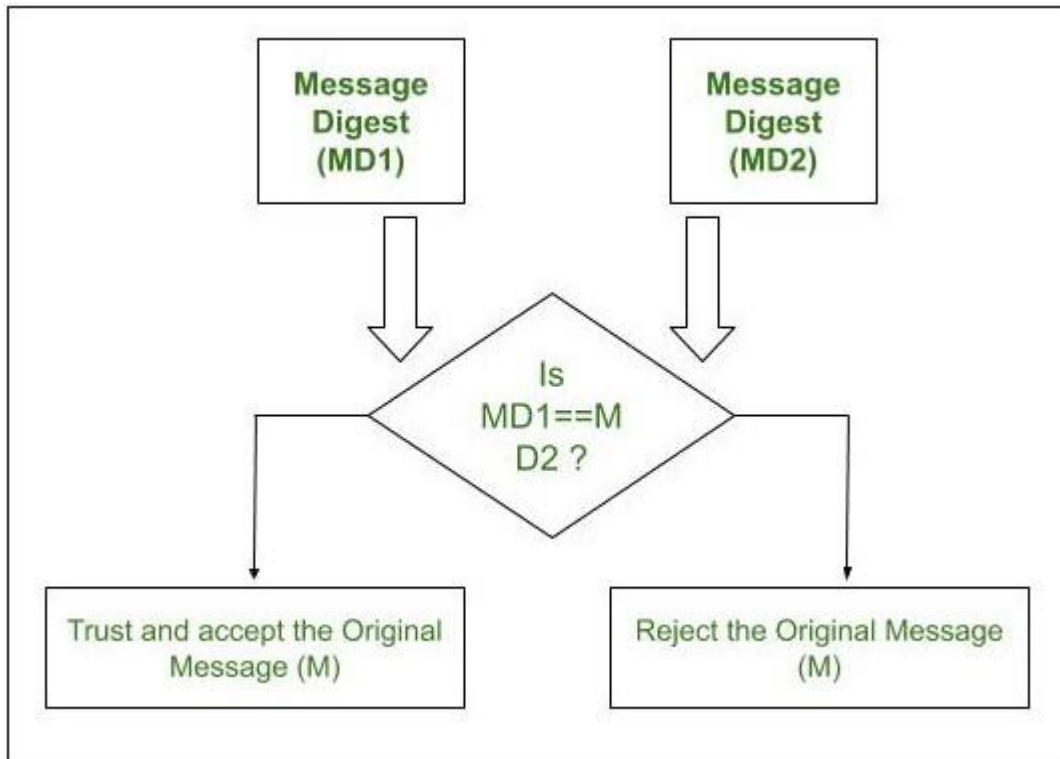 Message
Digest
(MD1)
Message
Digest
(MD2)
Is
MD1==M
D2 ?
Trust and accept the Original
Message (M)
Reject the Original Message
(M)